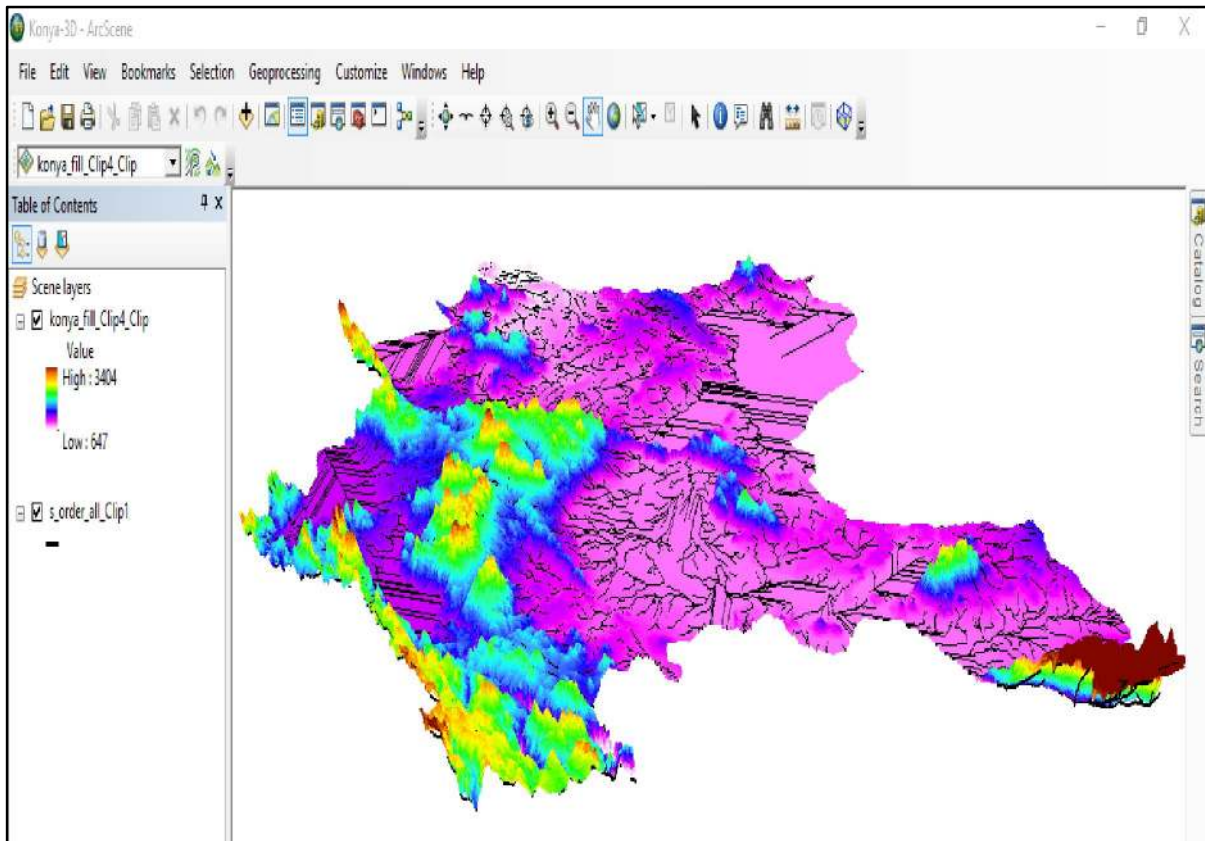 Konya-3D - ArcScene
File Edit View Bookmarks Selection Geoprocessing Customize Windows Help
konya_fill_Clip4_Clip
Table of Contents
Scene layers
konya_fill_Clip4_Clip
Value
High : 3404
Low : 647
s_order_all_Clip1
Catalog
Search